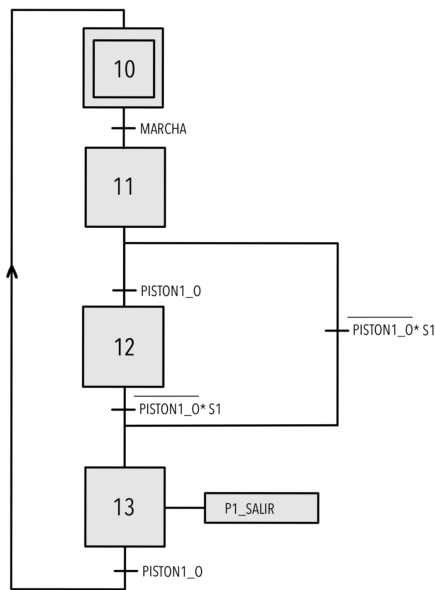 10
MARCHA
11
PISTON1_O
12
PISTON1_O* S1
PISTON1_O* S1
13
P1_SALIR
PISTON1_O